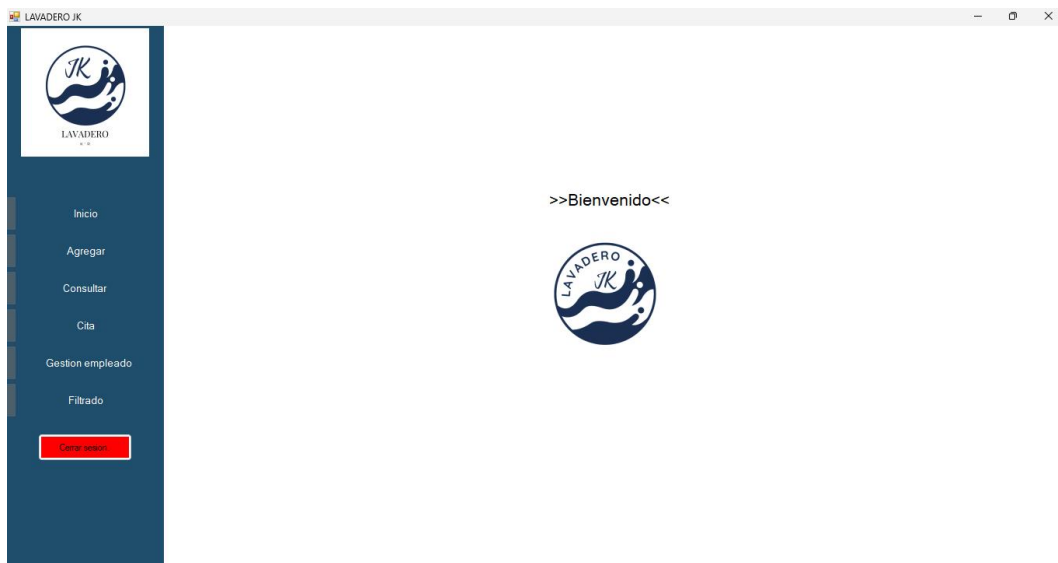 LAVADERO JK
JK
LAVADERO
Inicio
Agregar
Consultar
Cita
Gestion empleado
Filtrado
Cerrar sesion
>>Bienvenido<<
LAVADERO
JK